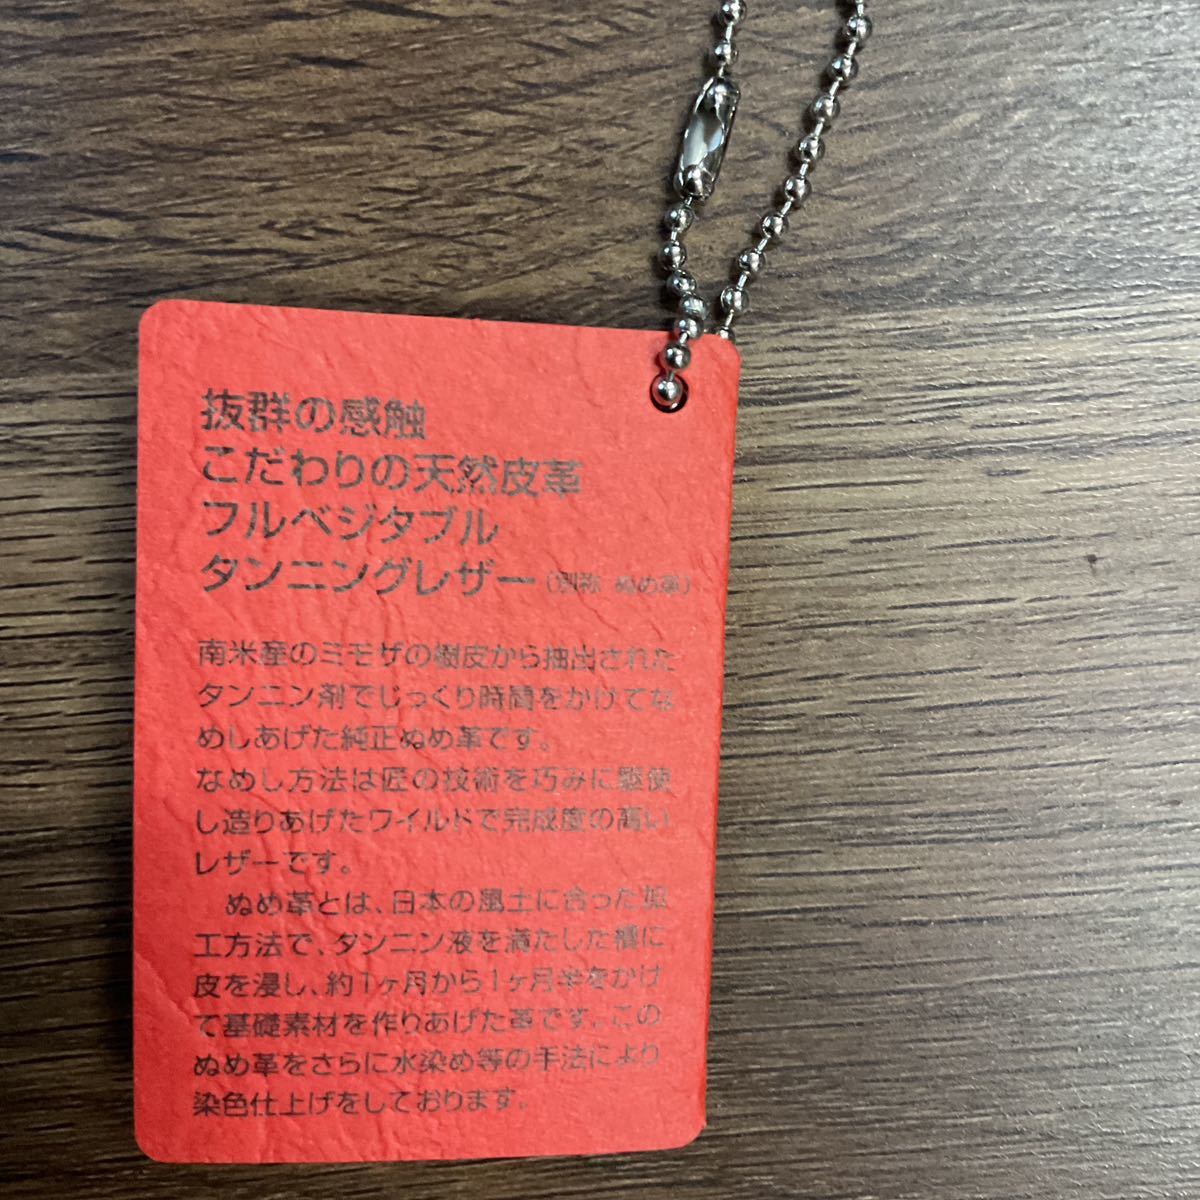 抜群の感触
こだわりの天然皮革
フルベジタブル
タンニングレザー（別称 ぬめ革）
南米産のミモザの樹皮から抽出された
タンニン剤でじっくり時間をかけてな
めしあげた純正ぬめ革です。
なめし方法は匠の技術を巧みに駆使
し造りあげたワイルドで完成度の高い
レザーです。
　ぬめ革とは、日本の風土に合った加
工方法で、タンニン液を満たした槽に
皮を浸し、約1ヶ月から1ヶ月半をかけ
て基礎素材を作りあげた革です。この
ぬめ革をさらに水染め等の手法により
染色仕上げをしております。